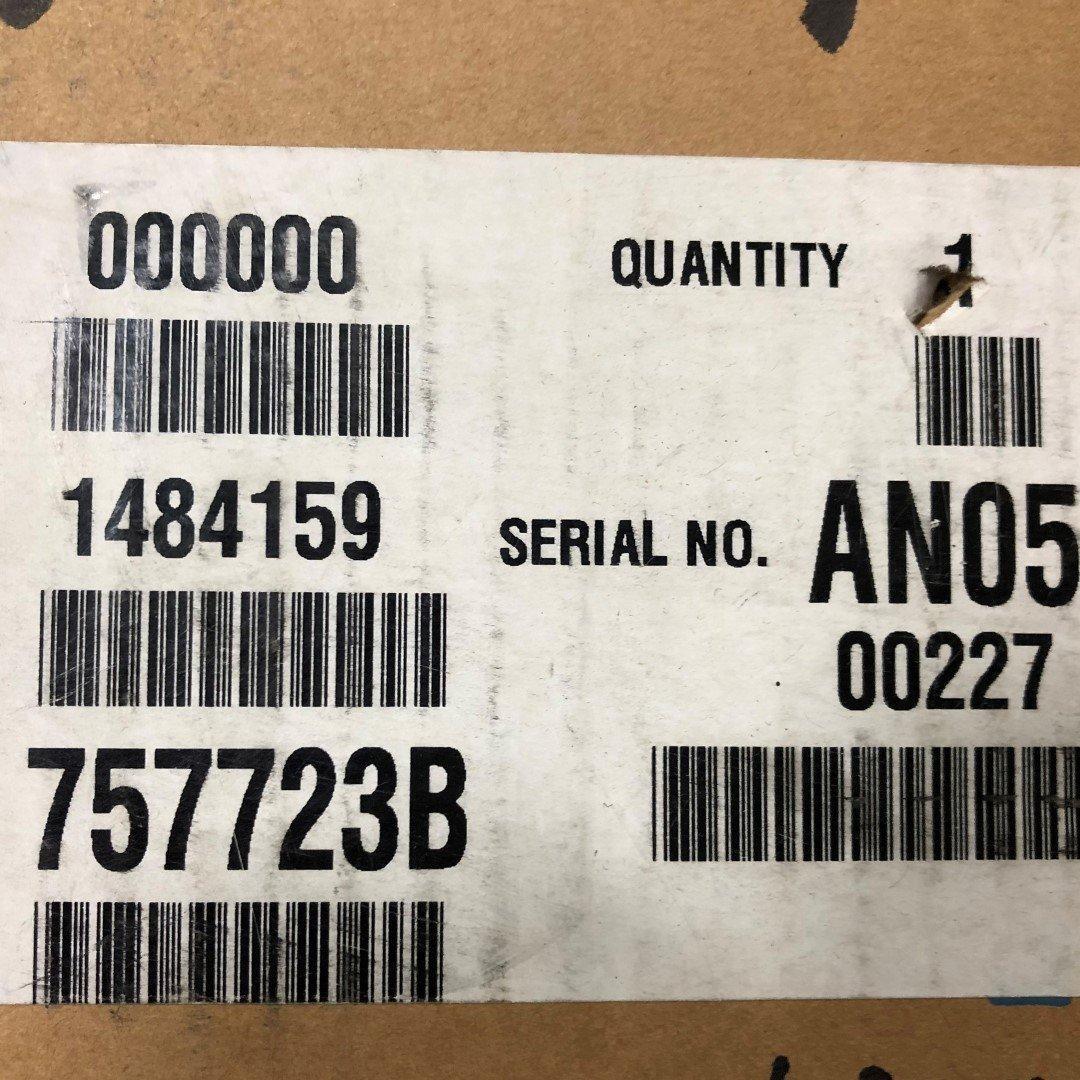 000000
QUANTITY 1
1484159
SERIAL NO. AN05
00227
757723B